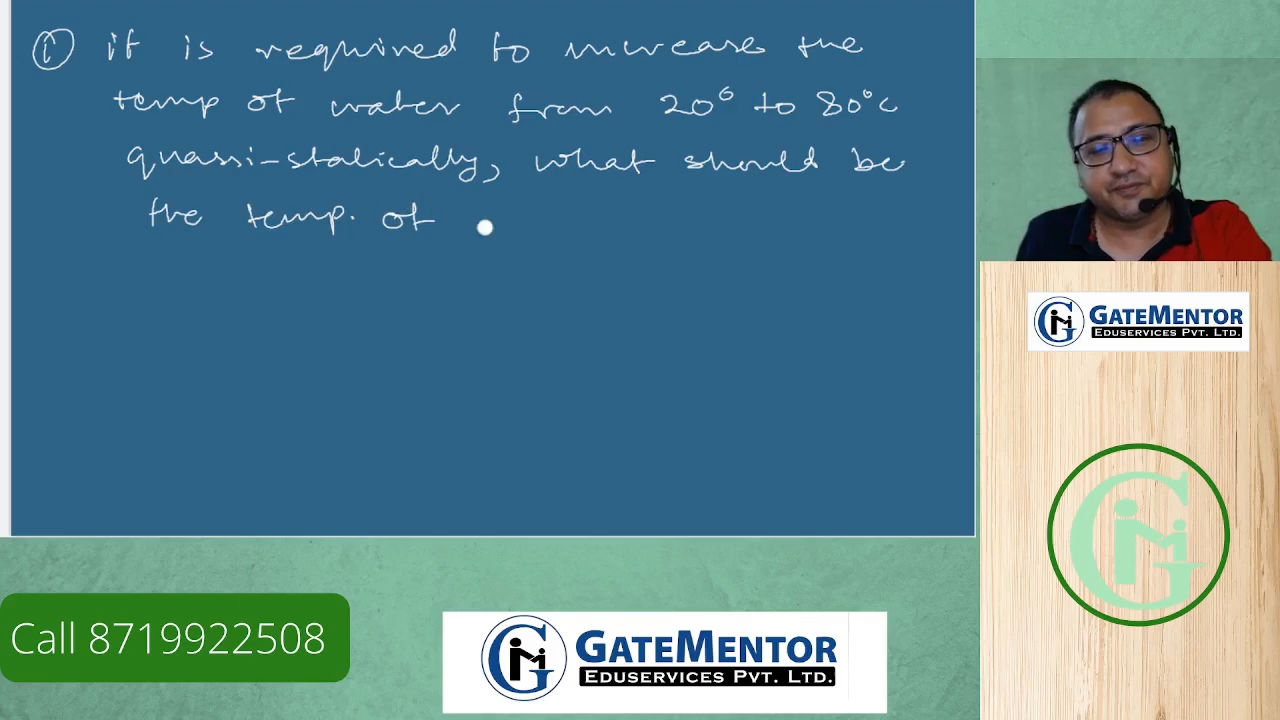 ① it is required to increase the
temp of water from 20° to 80°c
quassi-statically, what should be
the temp. of
GATEMENTOR
EDUSERVICES PVT. LTD.
Call 8719922508
GATEMENTOR
EDUSERVICES PVT. LTD.